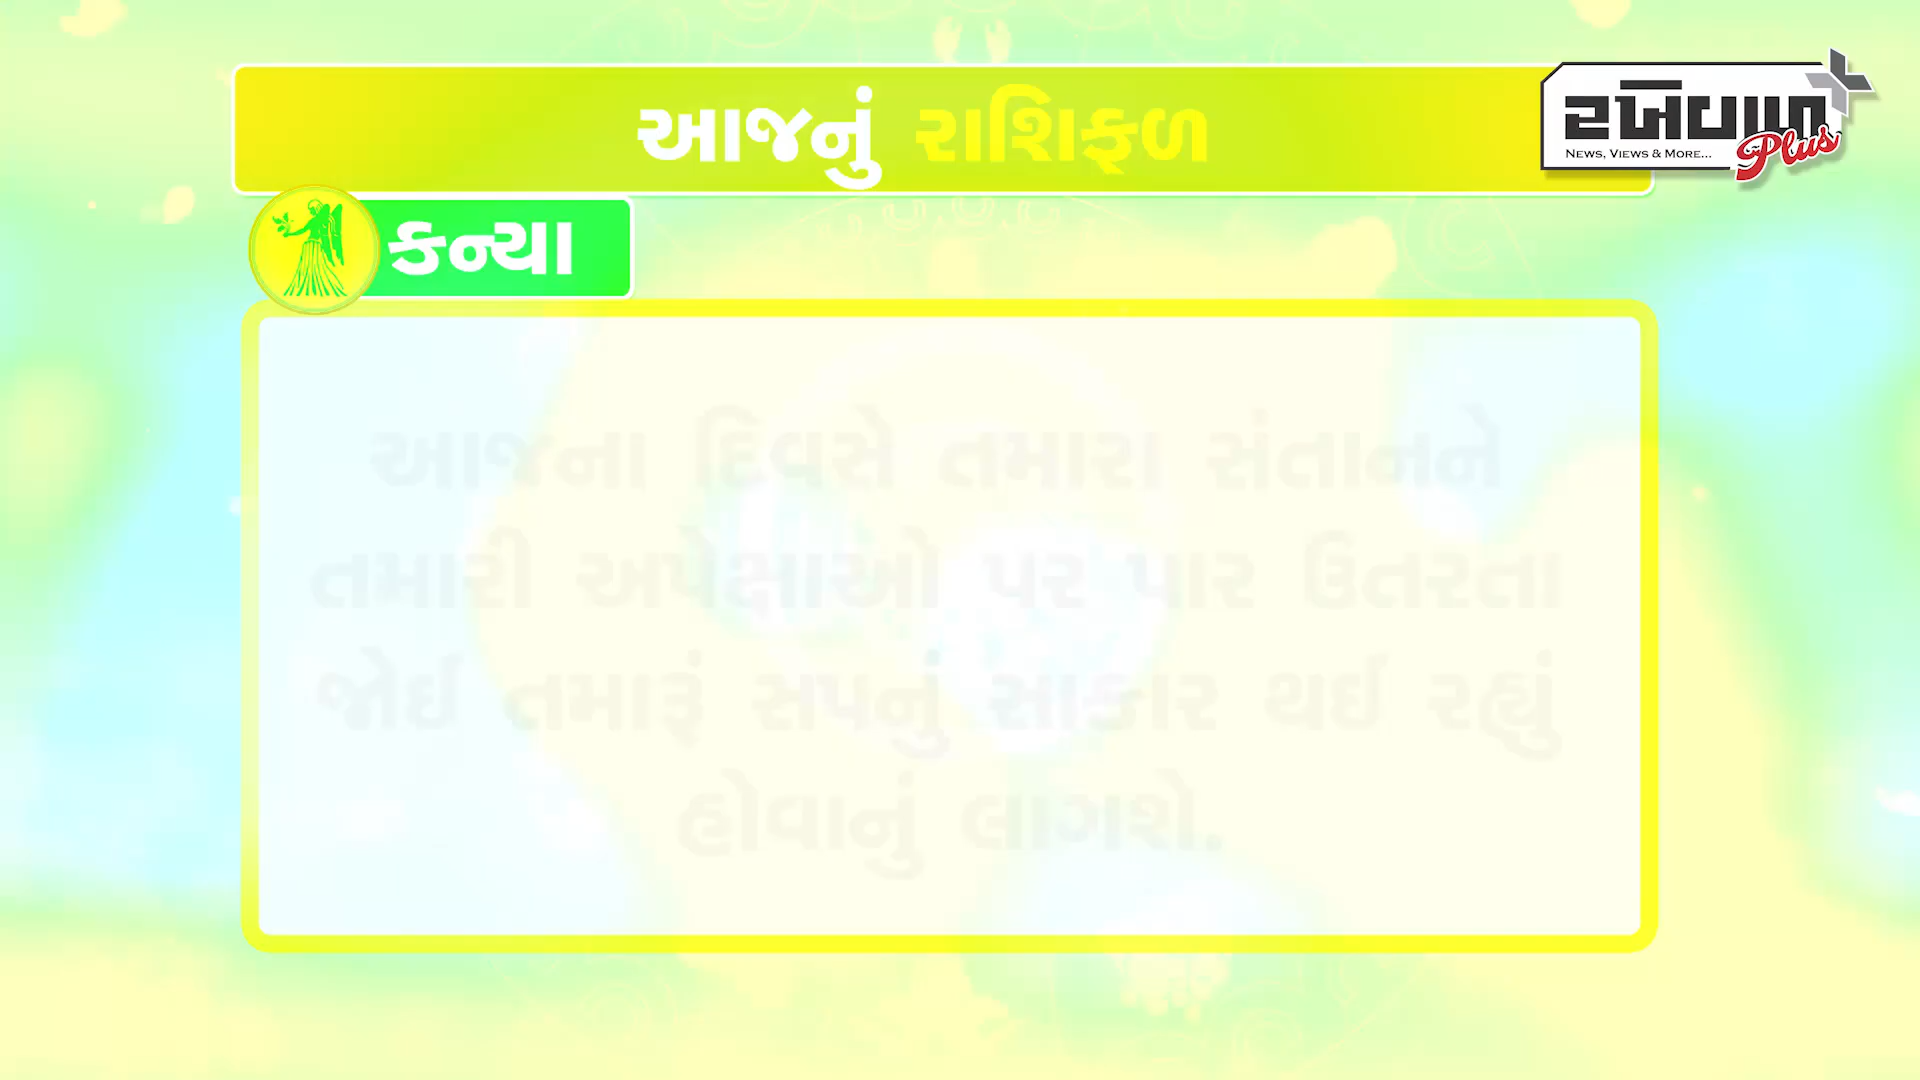 આજનું રાશિફળ
રખેવાળ
Plus
NEWS, VIEWS & MORE...
કન્યા
આજના દિવસે તમારા સંતાનને
તમારી અપેક્ષાઓ પર પાર ઉતરતા
જોઈ તમારૂં સપનું સાકાર થઈ રહ્યું
હોવાનું લાગશે.